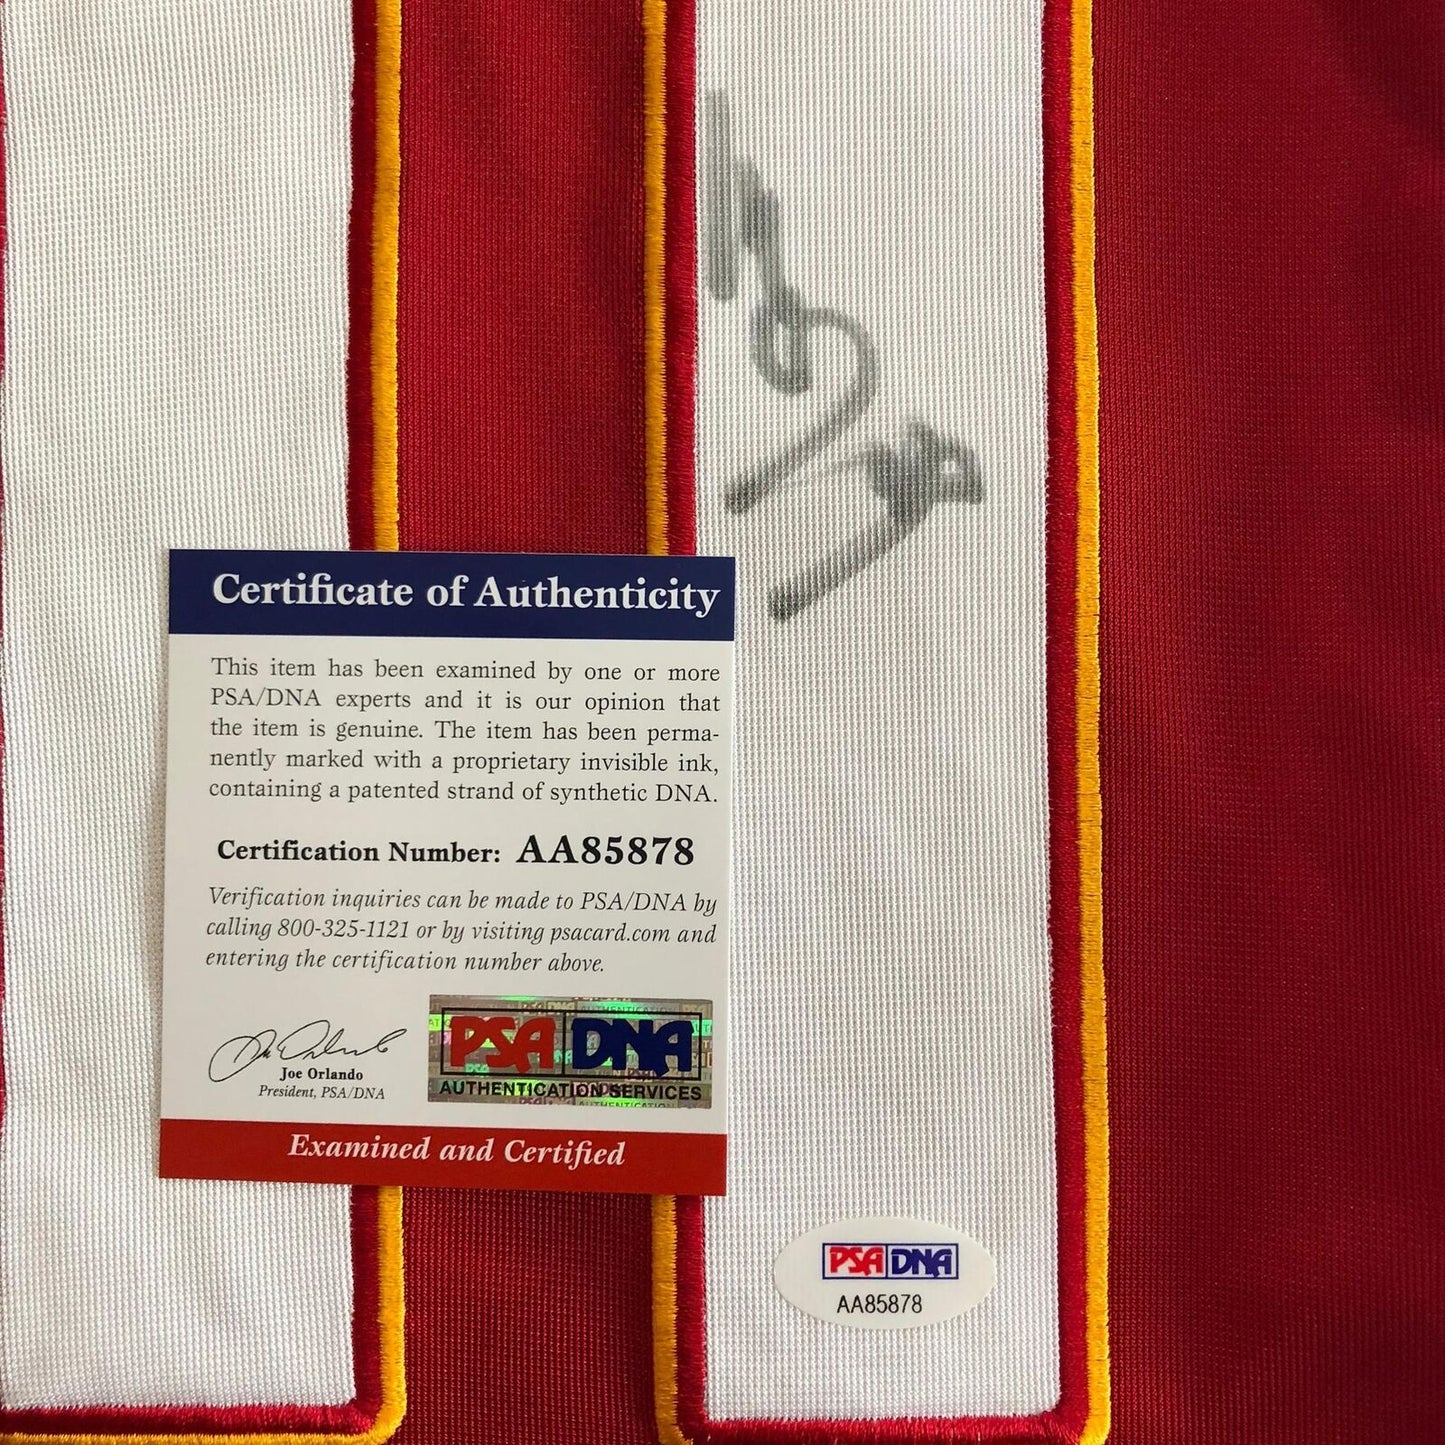 Certificate of Authenticity
This item has been examined by one or more
PSA/DNA experts and it is our opinion that
the item is genuine. The item has been perma-
nently marked with a proprietary invisible ink,
containing a patented strand of synthetic DNA.
Certification Number: AA85878
Verification inquiries can be made to PSA/DNA by
calling 800-325-1121 or by visiting psacard.com and
entering the certification number above.
Joe Orlando
President, PSA/DNA
PSA DNA
AUTHENTICATION SERVICES
Examined and Certified
PSA DNA
AA85878